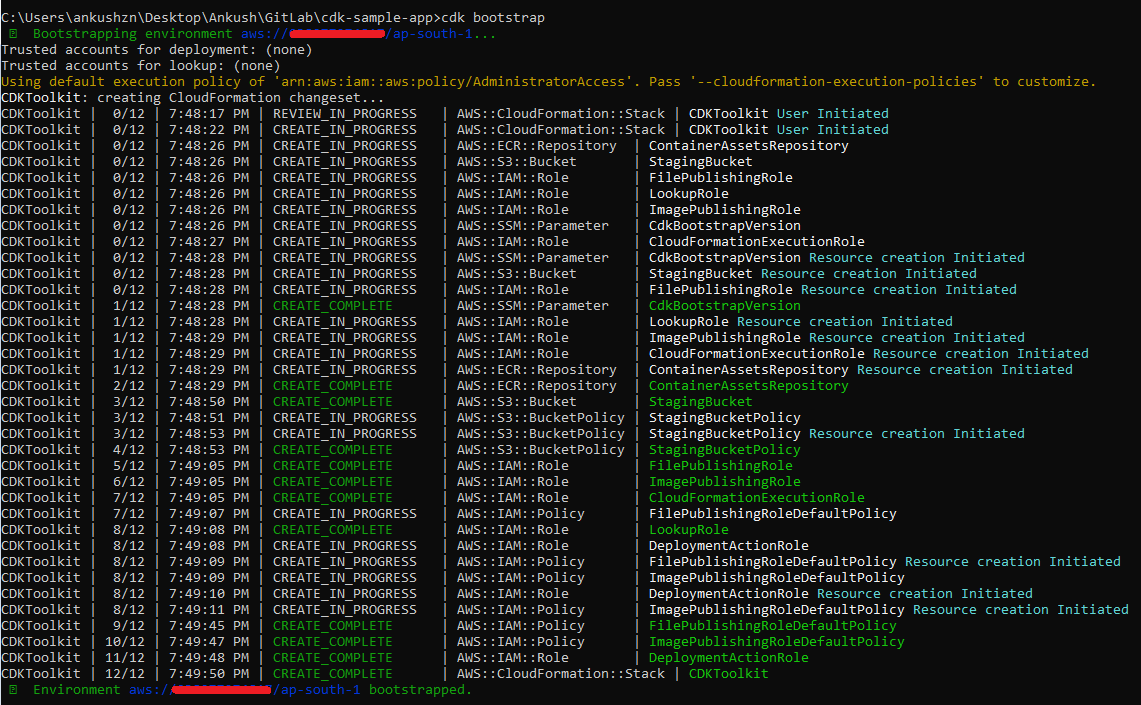 C:\Users\ankushzn\Desktop\Ankush\GitLab\cdk-sample-app>cdk bootstrap
Bootstrapping environment aws://       /ap-south-1...
Trusted accounts for deployment: (none)
Trusted accounts for lookup: (none)
Using default execution policy of 'arn:aws:iam::aws:policy/AdministratorAccess'. Pass '--cloudformation-execution-policies' to customize.
CDKToolkit: creating CloudFormation changeset...
CDKToolkit |  0/12 | 7:48:17 PM | REVIEW_IN_PROGRESS   | AWS::CloudFormation::Stack | CDKToolkit User Initiated
CDKToolkit |  0/12 | 7:48:22 PM | CREATE_IN_PROGRESS   | AWS::CloudFormation::Stack | CDKToolkit User Initiated
CDKToolkit |  0/12 | 7:48:26 PM | CREATE_IN_PROGRESS   | AWS::ECR::Repository  | ContainerAssetsRepository
CDKToolkit |  0/12 | 7:48:26 PM | CREATE_IN_PROGRESS   | AWS::S3::Bucket       | StagingBucket
CDKToolkit |  0/12 | 7:48:26 PM | CREATE_IN_PROGRESS   | AWS::IAM::Role        | FilePublishingRole
CDKToolkit |  0/12 | 7:48:26 PM | CREATE_IN_PROGRESS   | AWS::IAM::Role        | LookupRole
CDKToolkit |  0/12 | 7:48:26 PM | CREATE_IN_PROGRESS   | AWS::IAM::Role        | ImagePublishingRole
CDKToolkit |  0/12 | 7:48:26 PM | CREATE_IN_PROGRESS   | AWS::SSM::Parameter   | CdkBootstrapVersion
CDKToolkit |  0/12 | 7:48:27 PM | CREATE_IN_PROGRESS   | AWS::IAM::Role        | CloudFormationExecutionRole
CDKToolkit |  0/12 | 7:48:28 PM | CREATE_IN_PROGRESS   | AWS::SSM::Parameter   | CdkBootstrapVersion Resource creation Initiated
CDKToolkit |  0/12 | 7:48:28 PM | CREATE_IN_PROGRESS   | AWS::S3::Bucket       | StagingBucket Resource creation Initiated
CDKToolkit |  0/12 | 7:48:28 PM | CREATE_IN_PROGRESS   | AWS::IAM::Role        | FilePublishingRole Resource creation Initiated
CDKToolkit |  1/12 | 7:48:28 PM | CREATE_COMPLETE      | AWS::SSM::Parameter   | CdkBootstrapVersion
CDKToolkit |  1/12 | 7:48:28 PM | CREATE_IN_PROGRESS   | AWS::IAM::Role        | LookupRole Resource creation Initiated
CDKToolkit |  1/12 | 7:48:29 PM | CREATE_IN_PROGRESS   | AWS::IAM::Role        | ImagePublishingRole Resource creation Initiated
CDKToolkit |  1/12 | 7:48:29 PM | CREATE_IN_PROGRESS   | AWS::IAM::Role        | CloudFormationExecutionRole Resource creation Initiated
CDKToolkit |  1/12 | 7:48:29 PM | CREATE_IN_PROGRESS   | AWS::ECR::Repository  | ContainerAssetsRepository Resource creation Initiated
CDKToolkit |  2/12 | 7:48:29 PM | CREATE_COMPLETE      | AWS::ECR::Repository  | ContainerAssetsRepository
CDKToolkit |  3/12 | 7:48:50 PM | CREATE_COMPLETE      | AWS::S3::Bucket       | StagingBucket
CDKToolkit |  3/12 | 7:48:51 PM | CREATE_IN_PROGRESS   | AWS::S3::BucketPolicy | StagingBucketPolicy
CDKToolkit |  3/12 | 7:48:53 PM | CREATE_IN_PROGRESS   | AWS::S3::BucketPolicy | StagingBucketPolicy Resource creation Initiated
CDKToolkit |  4/12 | 7:48:53 PM | CREATE_COMPLETE      | AWS::S3::BucketPolicy | StagingBucketPolicy
CDKToolkit |  5/12 | 7:49:05 PM | CREATE_COMPLETE      | AWS::IAM::Role        | FilePublishingRole
CDKToolkit |  6/12 | 7:49:05 PM | CREATE_COMPLETE      | AWS::IAM::Role        | ImagePublishingRole
CDKToolkit |  7/12 | 7:49:05 PM | CREATE_COMPLETE      | AWS::IAM::Role        | CloudFormationExecutionRole
CDKToolkit |  7/12 | 7:49:07 PM | CREATE_IN_PROGRESS   | AWS::IAM::Policy      | FilePublishingRoleDefaultPolicy
CDKToolkit |  8/12 | 7:49:08 PM | CREATE_COMPLETE      | AWS::IAM::Role        | LookupRole
CDKToolkit |  8/12 | 7:49:08 PM | CREATE_IN_PROGRESS   | AWS::IAM::Role        | DeploymentActionRole
CDKToolkit |  8/12 | 7:49:09 PM | CREATE_IN_PROGRESS   | AWS::IAM::Policy      | FilePublishingRoleDefaultPolicy Resource creation Initiated
CDKToolkit |  8/12 | 7:49:09 PM | CREATE_IN_PROGRESS   | AWS::IAM::Policy      | ImagePublishingRoleDefaultPolicy
CDKToolkit |  8/12 | 7:49:10 PM | CREATE_IN_PROGRESS   | AWS::IAM::Role        | DeploymentActionRole Resource creation Initiated
CDKToolkit |  8/12 | 7:49:11 PM | CREATE_IN_PROGRESS   | AWS::IAM::Policy      | ImagePublishingRoleDefaultPolicy Resource creation Initiated
CDKToolkit |  9/12 | 7:49:45 PM | CREATE_COMPLETE      | AWS::IAM::Policy      | FilePublishingRoleDefaultPolicy
CDKToolkit | 10/12 | 7:49:47 PM | CREATE_COMPLETE      | AWS::IAM::Policy      | ImagePublishingRoleDefaultPolicy
CDKToolkit | 11/12 | 7:49:48 PM | CREATE_COMPLETE      | AWS::IAM::Role        | DeploymentActionRole
CDKToolkit | 12/12 | 7:49:50 PM | CREATE_COMPLETE      | AWS::CloudFormation::Stack | CDKToolkit
Environment aws:/       /ap-south-1 bootstrapped.